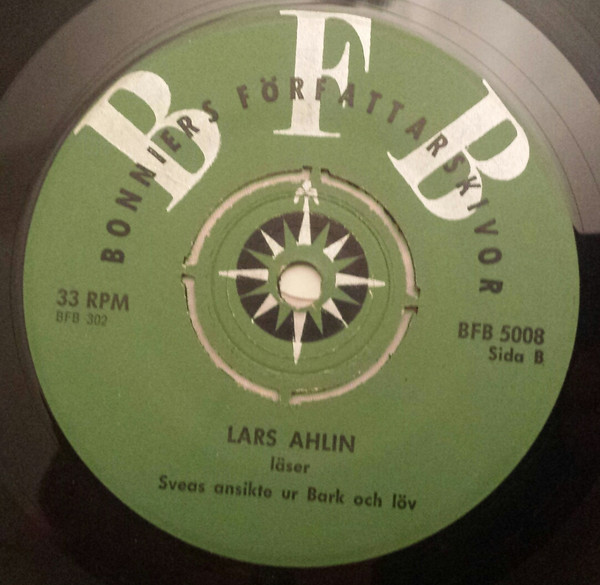 BFB
BONNIERS FÖRFATTARSKIVOR
33 RPM
BFB 302
BFB 5008
Sida B
LARS AHLIN
läser
Sveas ansikte ur Bark och löv